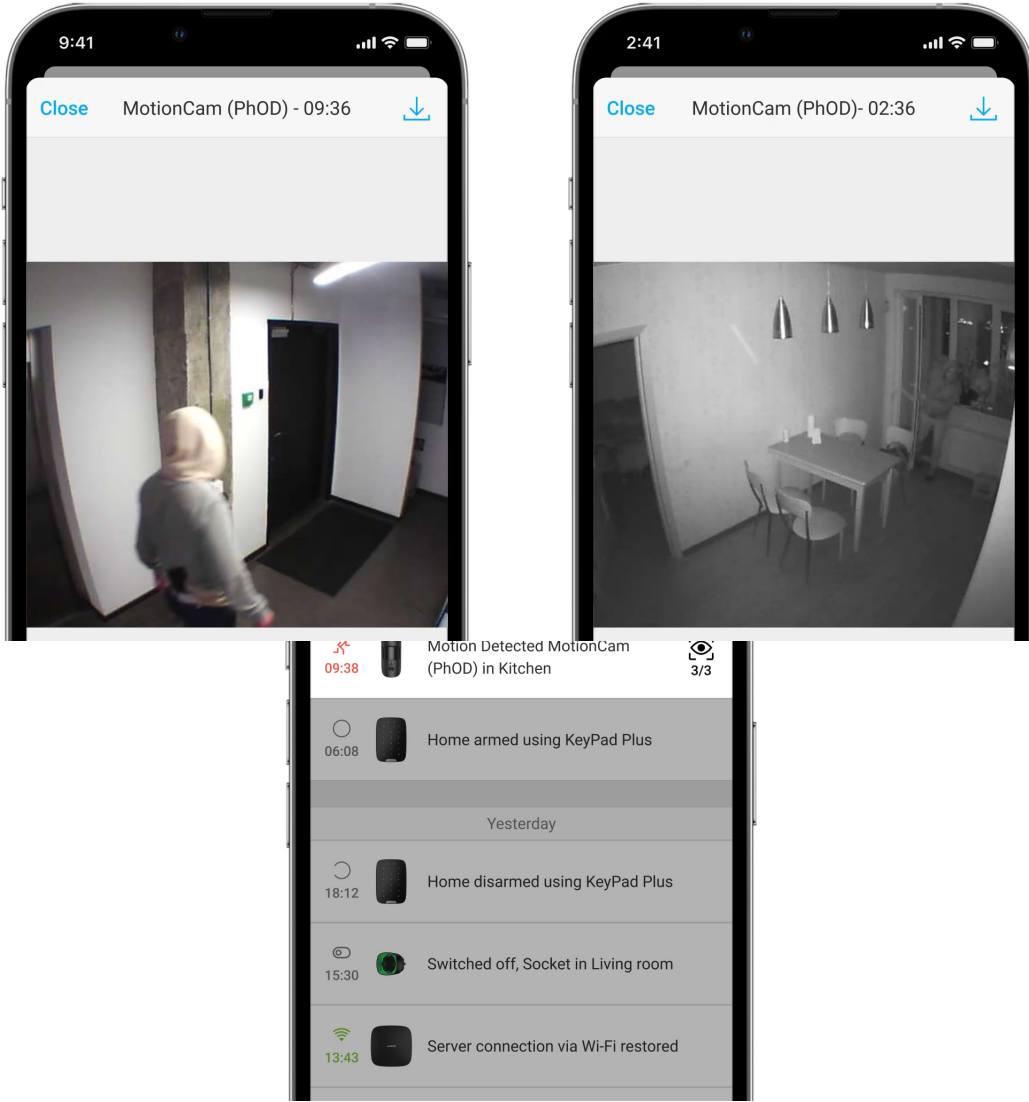 9:41
Close MotionCam (PhOD) - 09:36
2:41
Close MotionCam (PhOD)- 02:36
Motion Detected MotionCam
09:38 (PhOD) in Kitchen 3/3
06:08 Home armed using KeyPad Plus
Yesterday
18:12 Home disarmed using KeyPad Plus
15:30 Switched off, Socket in Living room
13:43 Server connection via Wi-Fi restored